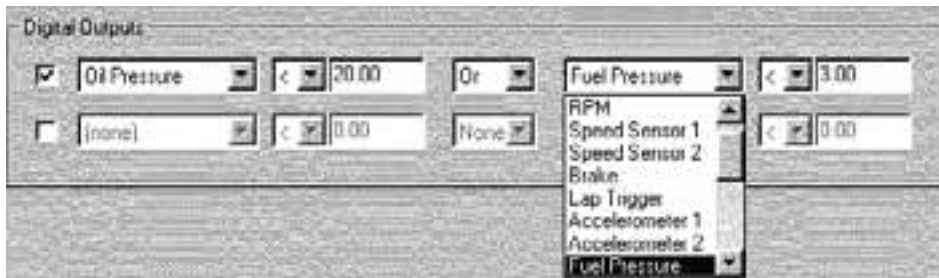 Digital Outputs
Oil Pressure < 20.00 Or Fuel Pressure < 3.00
RPM
(none) < 0.00 None < 0.00
Speed Sensor 1
Speed Sensor 2
Brake
Lap Trigger
Accelerometer 1
Accelerometer 2
Fuel Pressure